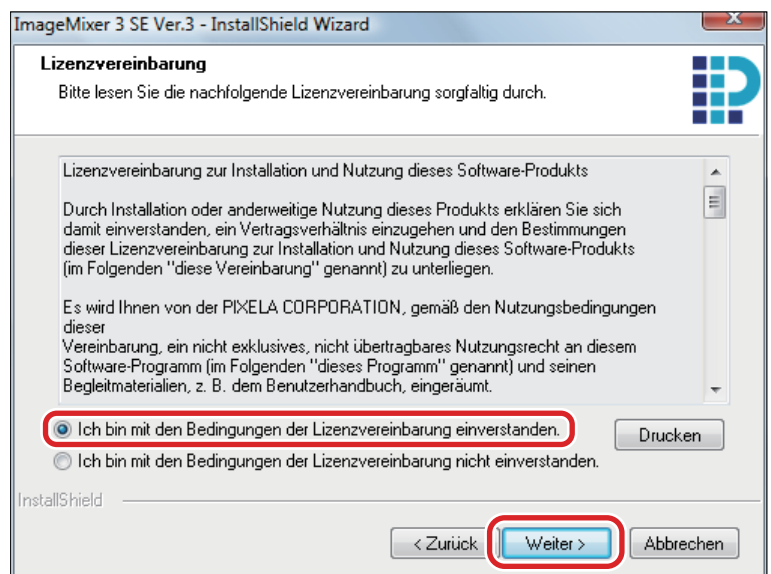 ImageMixer 3 SE Ver.3 - InstallShield Wizard
Lizenzvereinbarung
Bitte lesen Sie die nachfolgende Lizenzvereinbarung sorgfaltig durch.
Lizenzvereinbarung zur Installation und Nutzung dieses Software-Produkts
Durch Installation oder anderweitige Nutzung dieses Produkts erklären Sie sich
damit einverstanden, ein Vertragsverhältnis einzugehen und den Bestimmungen
dieser Lizenzvereinbarung zur Installation und Nutzung dieses Software-Produkts
(im Folgenden "diese Vereinbarung" genannt) zu unterliegen.
Es wird Ihnen von der PIXELA CORPORATION, gemäß den Nutzungsbedingungen
dieser
Vereinbarung, ein nicht exklusives, nicht übertragbares Nutzungsrecht an diesem
Software-Programm (im Folgenden "dieses Programm" genannt) und seinen
Begleitmaterialien, z. B. dem Benutzerhandbuch, eingeräumt.
Ich bin mit den Bedingungen der Lizenzvereinbarung einverstanden.
Drucken
Ich bin mit den Bedingungen der Lizenzvereinbarung nicht einverstanden.
InstallShield
< Zurück
Weiter >
Abbrechen